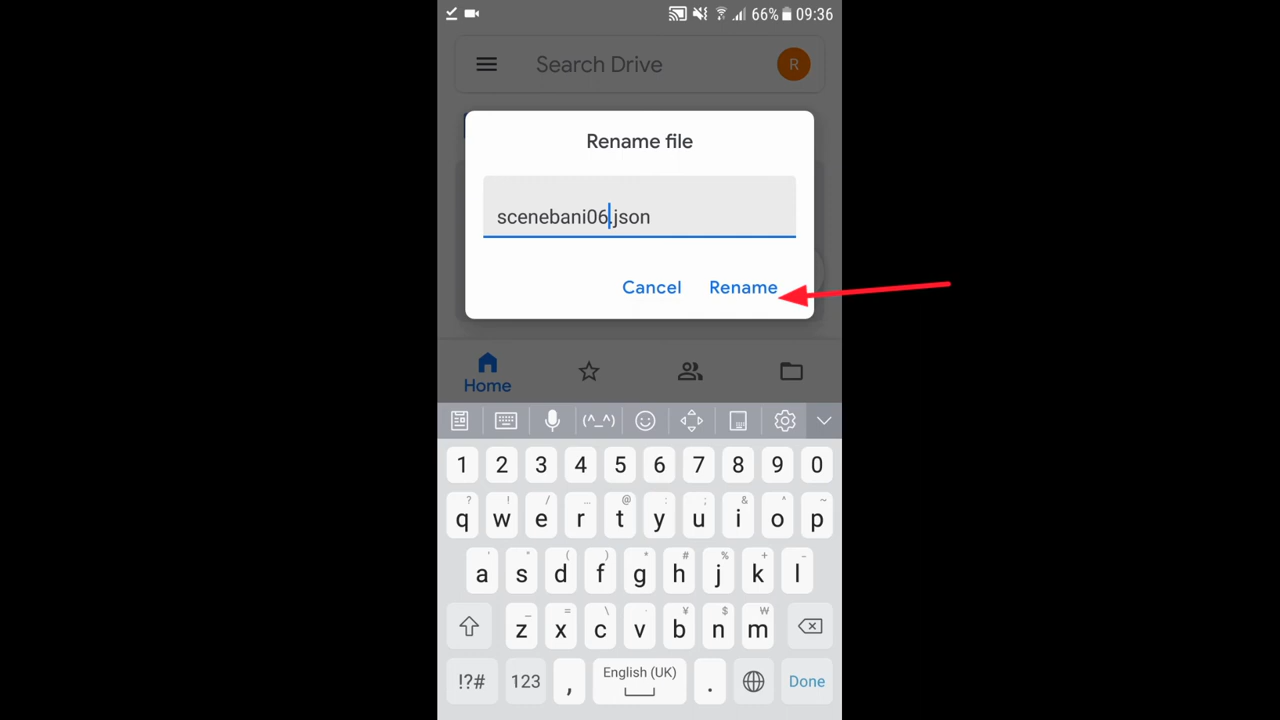 66% 09:36
Search Drive R
Rename file
scenebani06.json
Cancel Rename
Home
(^_^)
1 2 3 4 5 6 7 8 9 0
? ! / ... @ : ; & ^ ~
q w e r t y u i o p
' " ( ) * # % + -
a s d f g h j k l
_ = \ · ¥ $ ₩
z x c v b n m
!?# 123 , English (UK) . Done